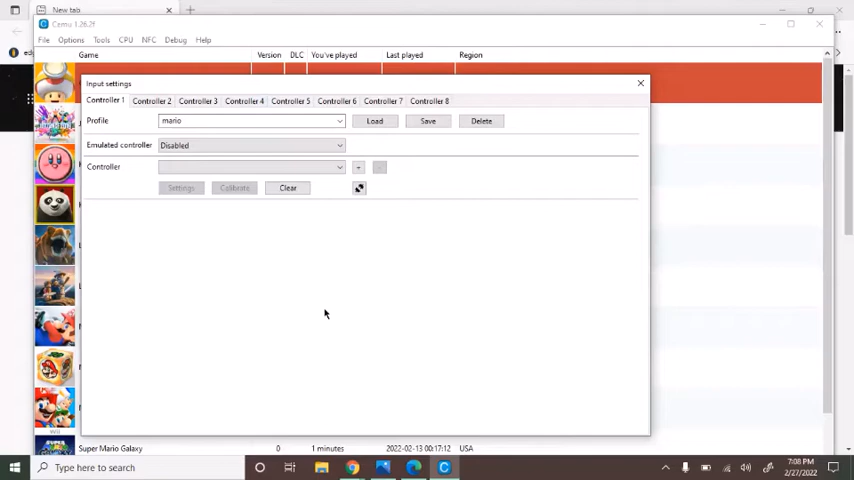 New tab
Cemu 1.26.2f
File Options Tools CPU NFC Debug Help
Game Version DLC You've played Last played Region
Input settings
Controller 1 Controller 2 Controller 3 Controller 4 Controller 5 Controller 6 Controller 7 Controller 8
Profile mario Load Save Delete
Emulated controller Disabled
Controller + -
Settings Calibrate Clear
Super Mario Galaxy 0 1 minutes 2022-02-13 00:17:12 USA
Type here to search
7:08 PM
2/27/2022